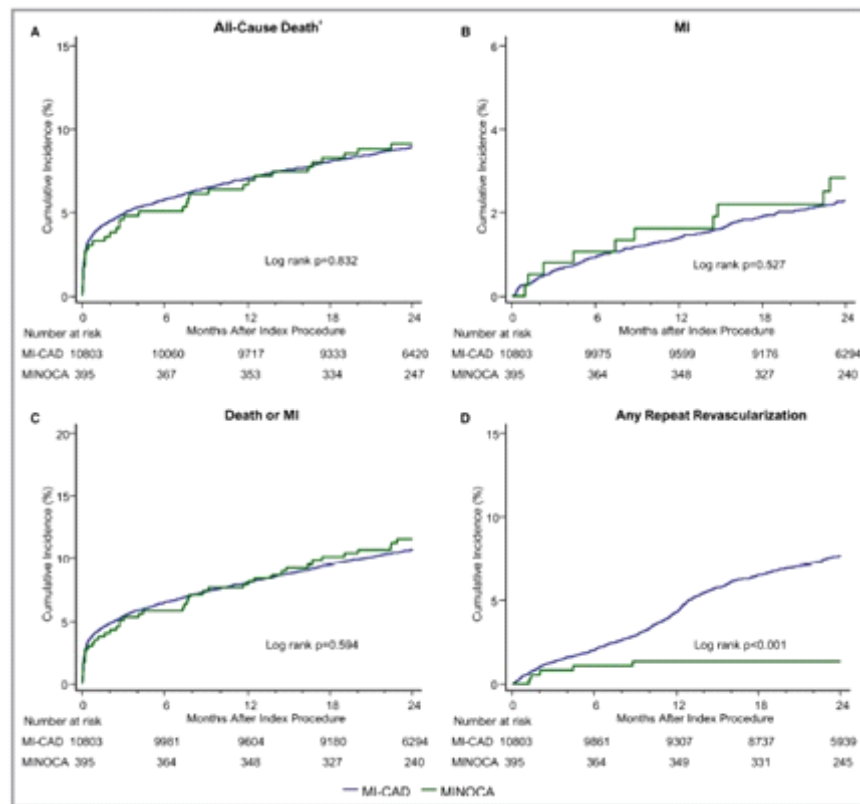 A All-Cause Death†
15
10
5
0
Cumulative Incidence (%)
Log rank p=0.832
0 6 12 18 24
Number at risk Months After Index Procedure
MI-CAD 10803 10060 9717 9333 6420
MINOCA 395 367 353 334 247
B MI
6
4
2
0
Cumulative Incidence (%)
Log rank p=0.527
0 6 12 18 24
Number at risk Months after Index Procedure
MI-CAD 10803 9975 9599 9176 6294
MINOCA 395 364 348 327 240
C Death or MI
20
15
10
5
0
Cumulative Incidence (%)
Log rank p=0.594
0 6 12 18 24
Number at risk Months After Index Procedure
MI-CAD 10803 9981 9604 9180 6294
MINOCA 395 364 348 327 240
D Any Repeat Revascularization
15
10
5
0
Cumulative Incidence (%)
Log rank p<0.001
0 6 12 18 24
Number at risk Months After Index Procedure
MI-CAD 10803 9861 9307 8737 5939
MINOCA 395 364 349 331 245
MI-CAD MINOCA